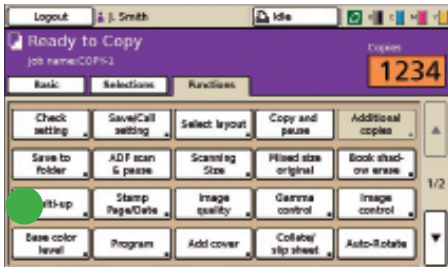 Logout J. Smith Idle
Ready to Copy
job name:COPY-1
Copies
1234
Basic Selections Functions
Check setting Save/Call setting Select layout Copy and pause Additional copies
Save to folder ADF scan & pause Scanning Size Mixed size original Book shadow erase
1/2
lti-up Stamp Page/Date Image quality Gamma control Image control
Base color level Program Add cover Collate/ slip sheet Auto-Rotate